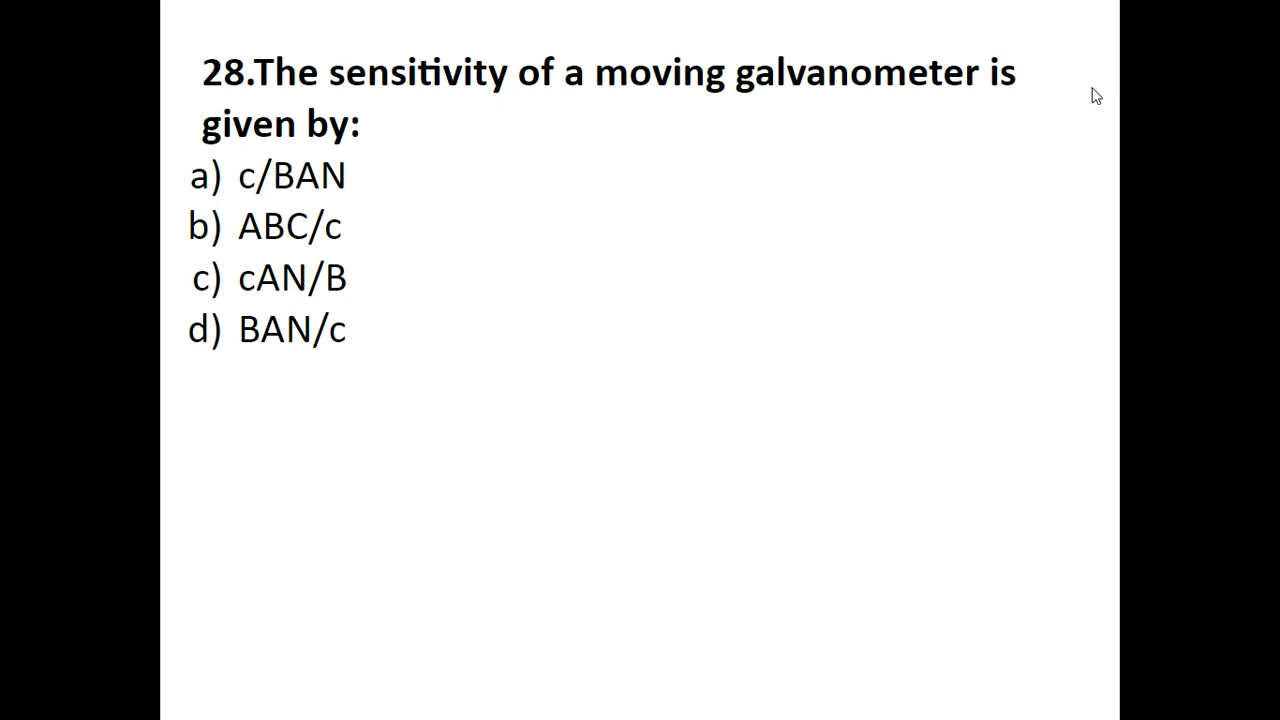 28.The sensitivity of a moving galvanometer is
given by:
a) c/BAN
b) ABC/c
c) cAN/B
d) BAN/c